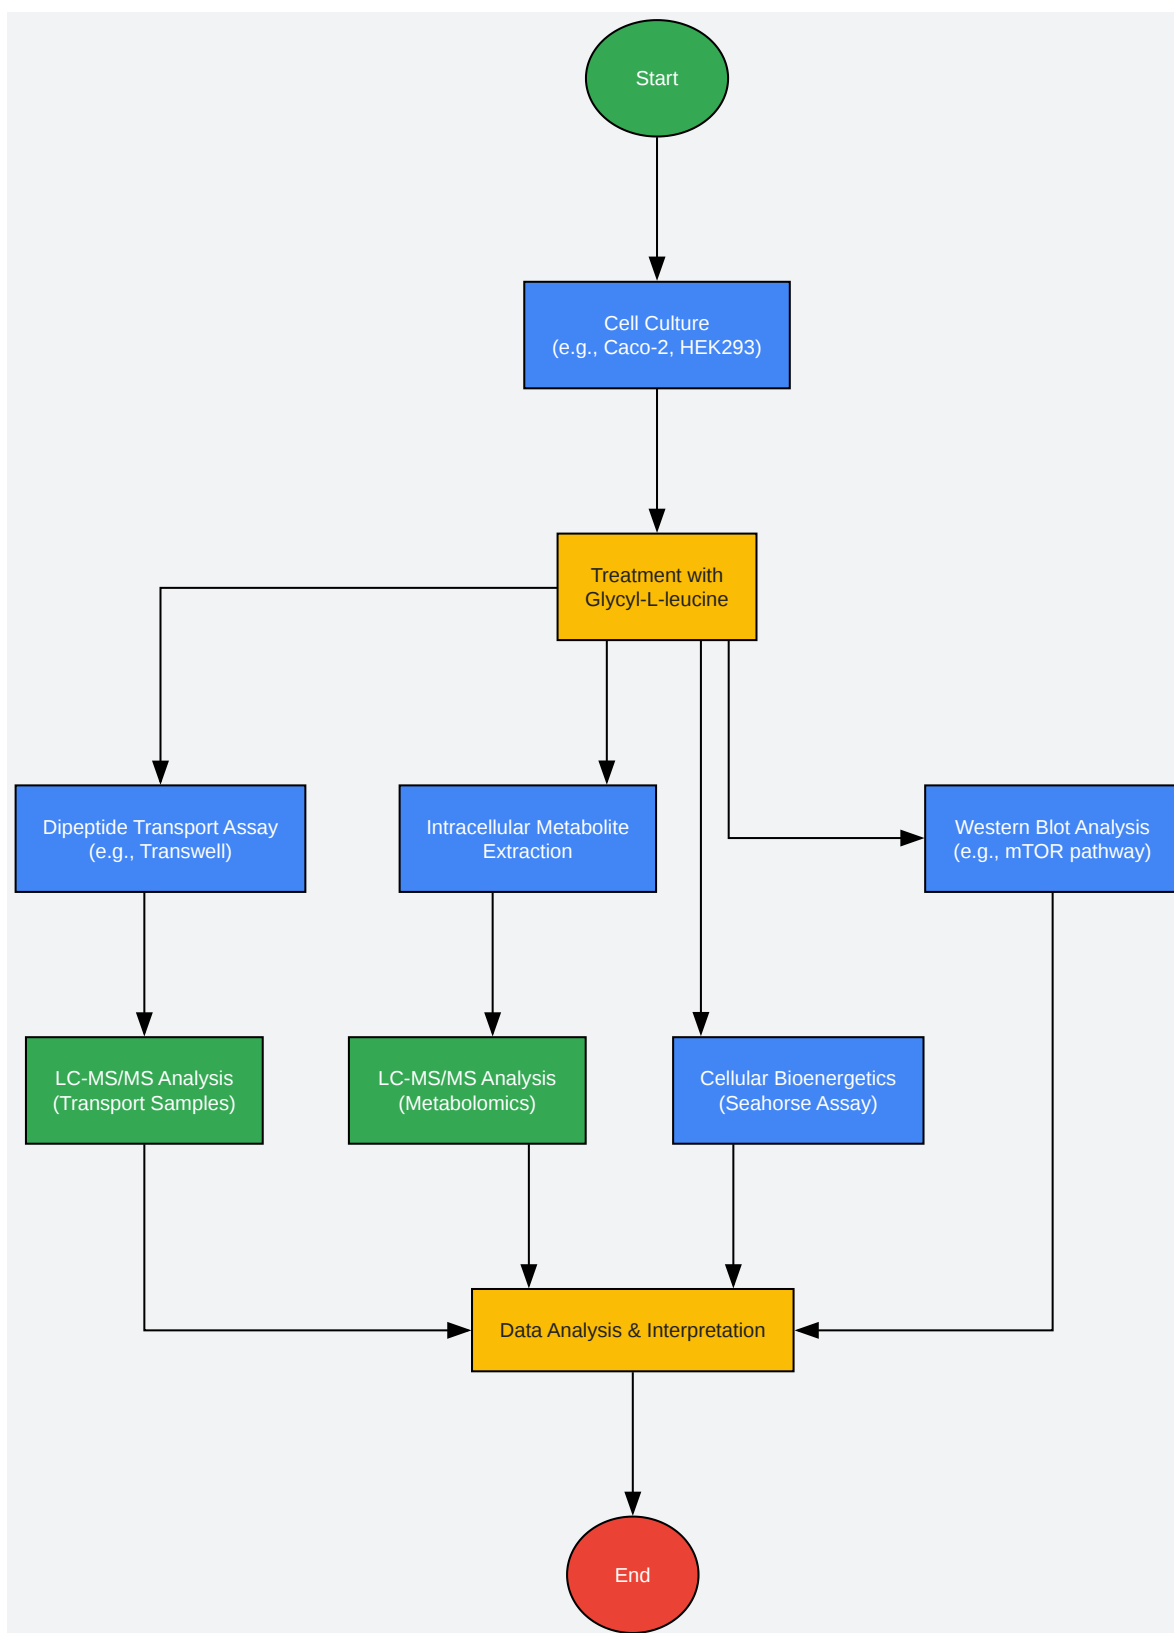 Start
Cell Culture
(e.g., Caco-2, HEK293)
Treatment with
Glycyl-L-leucine
Dipeptide Transport Assay
(e.g., Transwell)
Intracellular Metabolite
Extraction
Western Blot Analysis
(e.g., mTOR pathway)
LC-MS/MS Analysis
(Transport Samples)
LC-MS/MS Analysis
(Metabolomics)
Cellular Bioenergetics
(Seahorse Assay)
Data Analysis & Interpretation
End